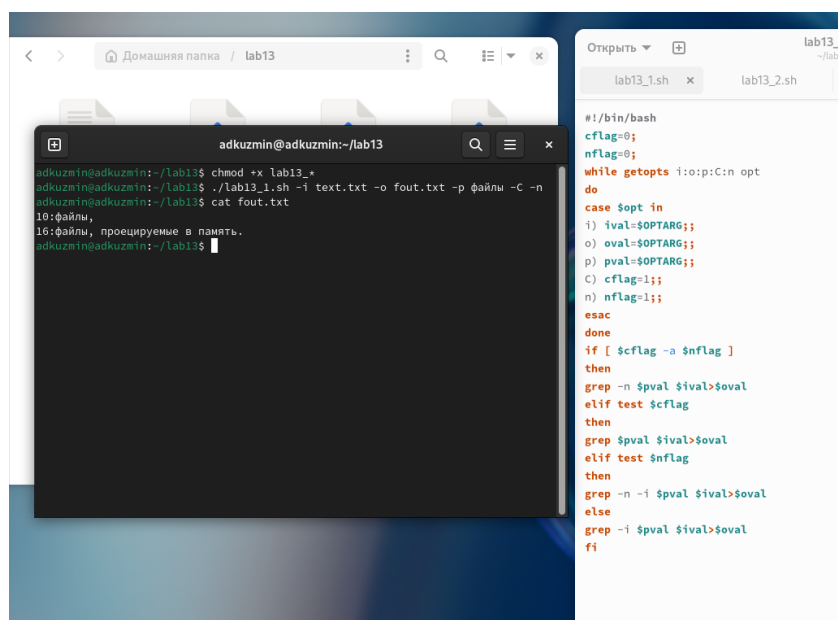 Домашняя папка / lab13
adkuzmin@adkuzmin:~/lab13
adkuzmin@adkuzmin:~/lab13$ chmod +x lab13_*
adkuzmin@adkuzmin:~/lab13$ ./lab13_1.sh -i text.txt -o fout.txt -p файлы -C -n
adkuzmin@adkuzmin:~/lab13$ cat fout.txt
10:файлы,
16:файлы, проецируемые в память.
adkuzmin@adkuzmin:~/lab13$
Открыть
lab13_
~/lab
lab13_1.sh
lab13_2.sh
#!/bin/bash
cflag=0;
nflag=0;
while getopts i:o:p:C:n opt
do
case $opt in
i) ival=$OPTARG;;
o) oval=$OPTARG;;
p) pval=$OPTARG;;
C) cflag=1;;
n) nflag=1;;
esac
done
if [ $cflag -a $nflag ]
then
grep -n $pval $ival>$oval
elif test $cflag
then
grep $pval $ival>$oval
elif test $nflag
then
grep -n -i $pval $ival>$oval
else
grep -i $pval $ival>$oval
fi